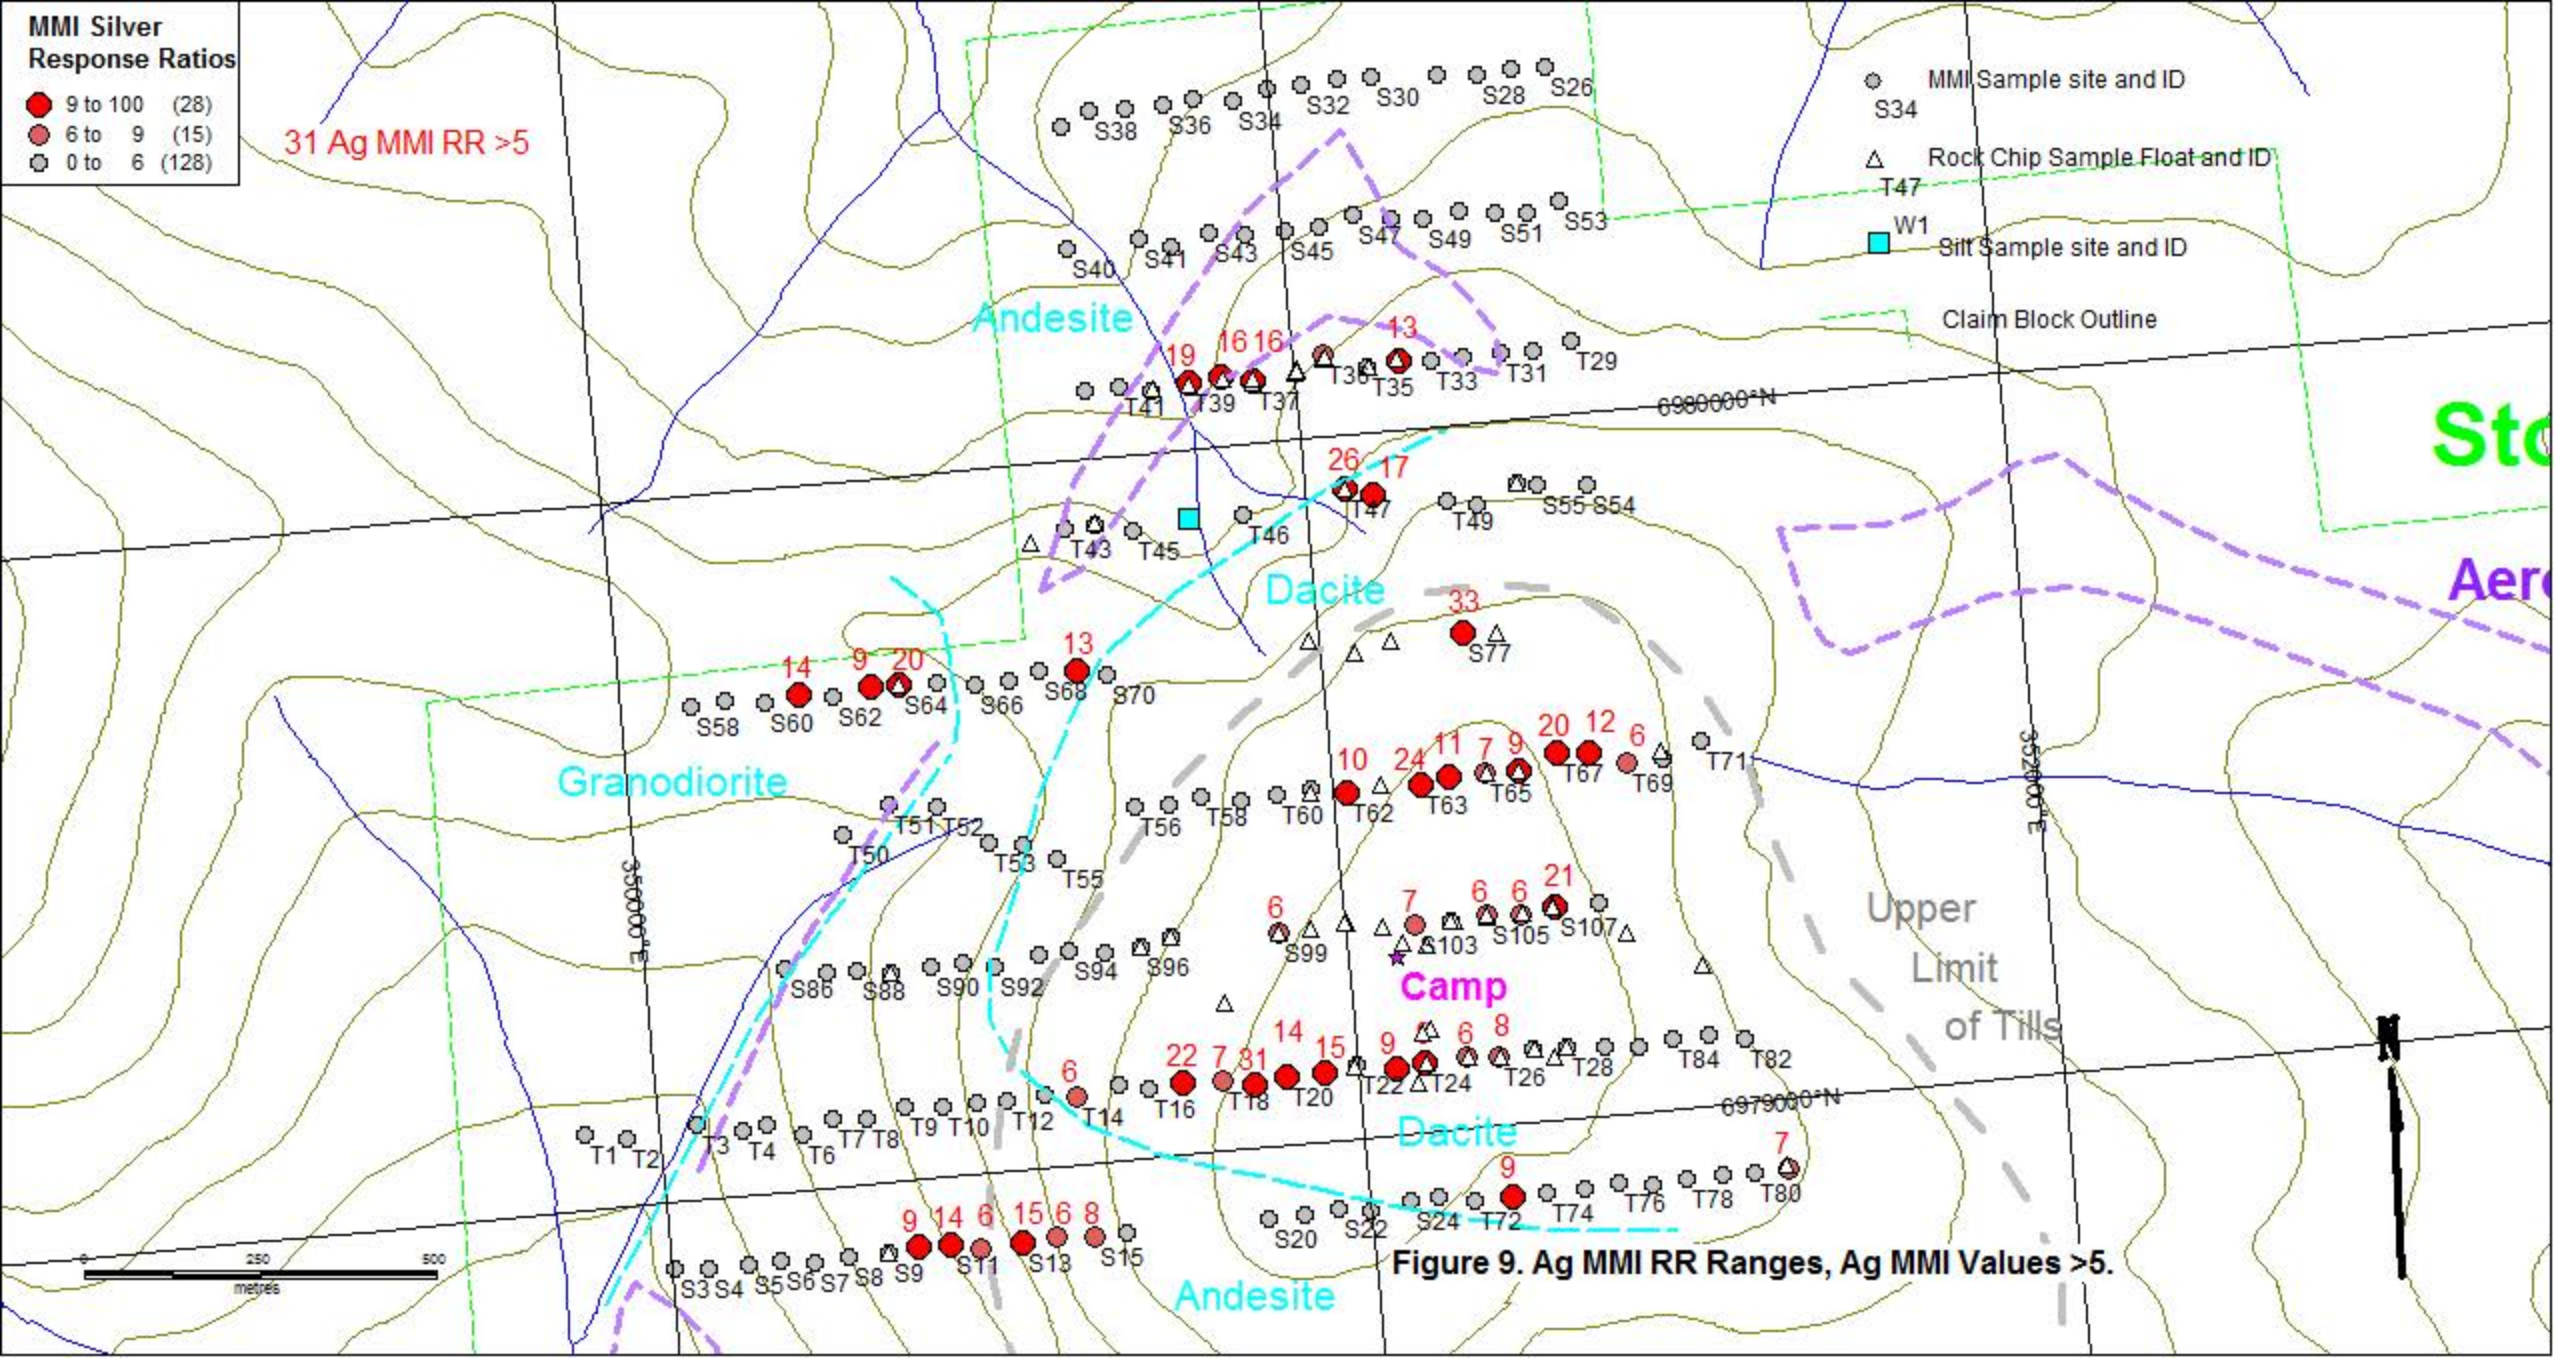 MMI Silver
Response Ratios
9 to 100 (28)
6 to 9 (15)
0 to 6 (128)
31 Ag MMI RR >5
MMI Sample site and ID
S34
Rock Chip Sample Float and ID
T47
W1
Silt Sample site and ID
Claim Block Outline
S38 S36 S34 S32 S30 S28 S26
S40 S41 S43 S45 S47 S49 S51 S53
Andesite
19 16 16 13
T41 T39 T37 T36 T35 T33 T31 T29
6980000°N
Sto
26 17
T43 T45 T46 T47 T49 S55 S54
Dacite
Aero
33
S77
14 9 20 13
S58 S60 S62 S64 S66 S68 S70
10 24 11 7 9 20 12 6
T56 T58 T60 T62 T63 T65 T67 T69 T71
Granodiorite
T50 T51 T52 T53 T55
350000°E
352000°E
6 7 6 6 21
S99 S103 S105 S107
S86 S88 S90 S92 S94 S96
Camp
Upper
Limit
of Tills
6 22 7 31 14 15 9 6 8
T1 T2 T3 T4 T6 T7 T8 T9 T10 T12 T14 T16 T18 T20 T22 T24 T26 T28 T84 T82
6979000°N
Dacite
9 7
S20 S22 S24 T72 T74 T76 T78 T80
9 14 6 15 6 8
S3 S4 S5 S6 S7 S8 S9 S11 S13 S15
0 250 500
metres
Andesite
Figure 9. Ag MMI RR Ranges, Ag MMI Values >5.
N